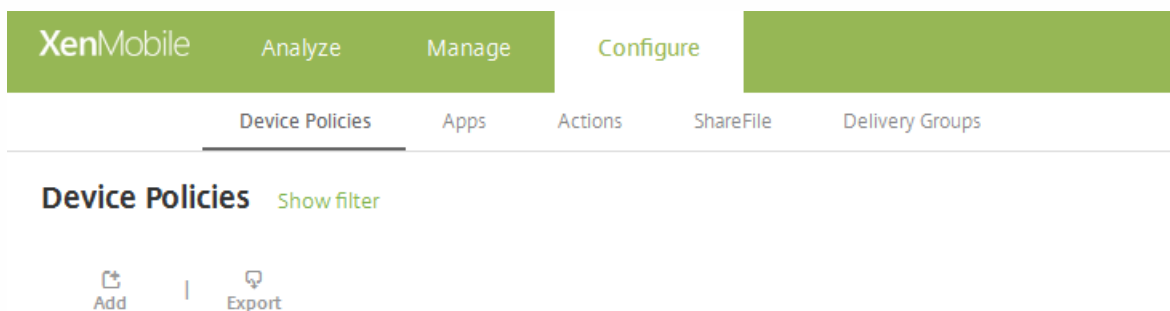 XenMobile Analyze Manage Configure
Device Policies Apps Actions ShareFile Delivery Groups
Device Policies Show filter
Add | Export